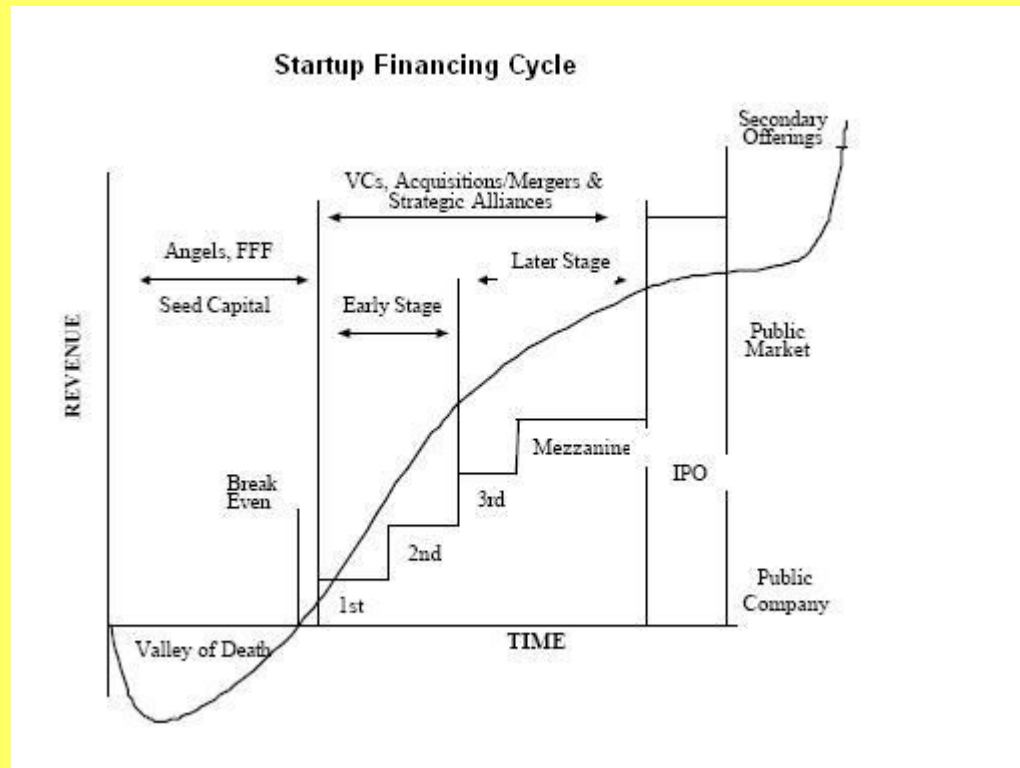 Startup Financing Cycle
Secondary
Offerings
VCs, Acquisitions/Mergers &
Strategic Alliances
Angels, FFF
Later Stage
Seed Capital
Early Stage
REVENUE
Public
Market
Mezzanine
Break
Even
IPO
3rd
2nd
Public
Company
1st
Valley of Death
TIME